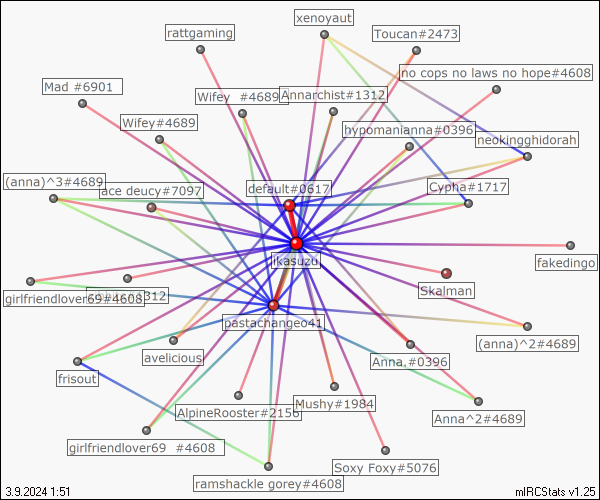 xenoyaut
rattgaming
Toucan#2473
no cops no laws no hope#4608
Mad #6901
Wifey #4689
Annarchist#1312
Wifey#4689
hypomanianna#0396
neokingghidorah
(anna)^3#4689
ace deucy#7097
default#0617
Cypha#1717
ikasuzu
fakedingo
girlfriendlover69#4608
1312
Skalman
pastachangeo41
avelicious
Anna.#0396
(anna)^2#4689
frisout
AlpineRooster#2156
Mushy#1984
Anna^2#4689
girlfriendlover69 #4608
Soxy Foxy#5076
ramshackle gorey#4608
3.9.2024 1:51
mIRCStats v1.25